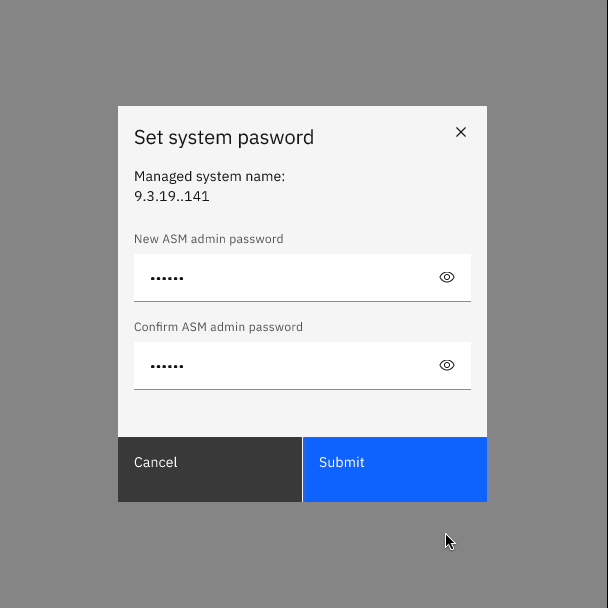 Set system pasword
Managed system name:
9.3.19..141
New ASM admin password
••••••
Confirm ASM admin password
••••••
Cancel
Submit